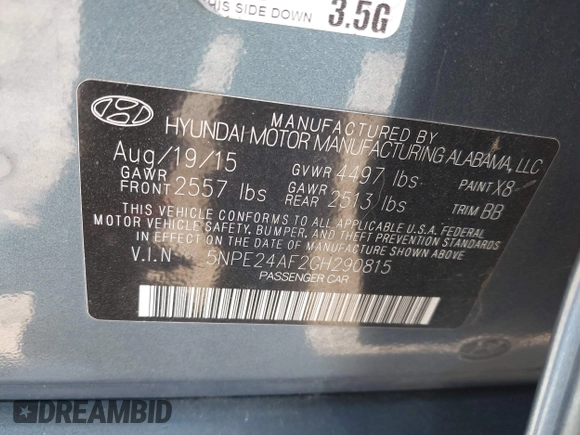 THIS SIDE DOWN 3.5G
MANUFACTURED BY
HYUNDAI MOTOR MANUFACTURING ALABAMA, LLC
Aug/19/15 GVWR 4497 lbs PAINT X8
GAWR FRONT 2557 lbs GAWR REAR 2513 lbs TRIM BB
THIS VEHICLE CONFORMS TO ALL APPLICABLE U.S.A. FEDERAL
MOTOR VEHICLE SAFETY, BUMPER, AND THEFT PREVENTION STANDARDS
IN EFFECT ON THE DATE OF MANUFACTURE SHOWN ABOVE.
V.I.N 5NPE24AF2GH290815
PASSENGER CAR
DREAMBID